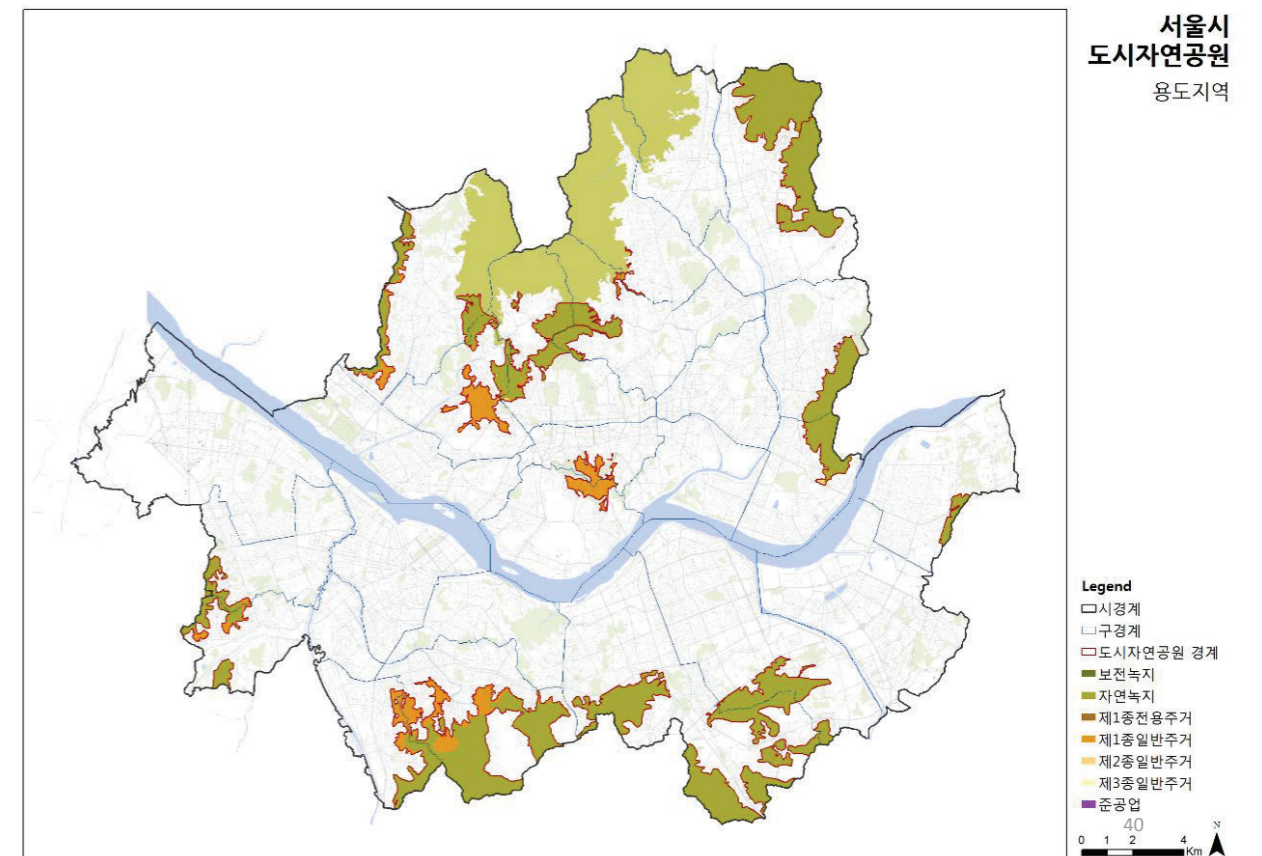 서울시
도시자연공원
용도지역
Legend
시경계
구경계
도시자연공원 경계
보전녹지
자연녹지
제1종전용주거
제1종일반주거
제2종일반주거
제3종일반주거
준공업
40
N
0 1 2 4
Km